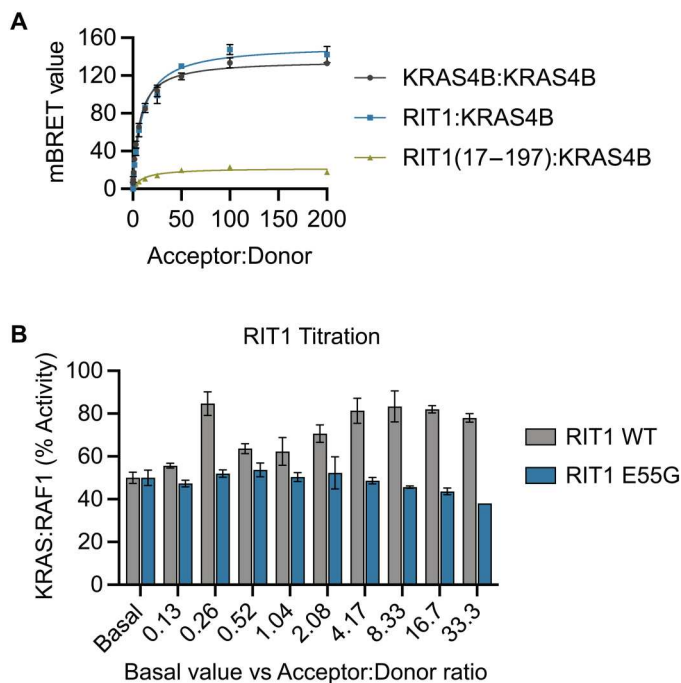 A
mBRET value
160
120
80
40
0
0
50
100
150
200
Acceptor:Donor
KRAS4B:KRAS4B
RIT1:KRAS4B
RIT1(17–197):KRAS4B
B
RIT1 Titration
KRAS:RAF1 (% Activity)
100
80
60
40
20
0
Basal
0.13
0.26
0.52
1.04
2.08
4.17
8.33
16.7
33.3
Basal value vs Acceptor:Donor ratio
RIT1 WT
RIT1 E55G